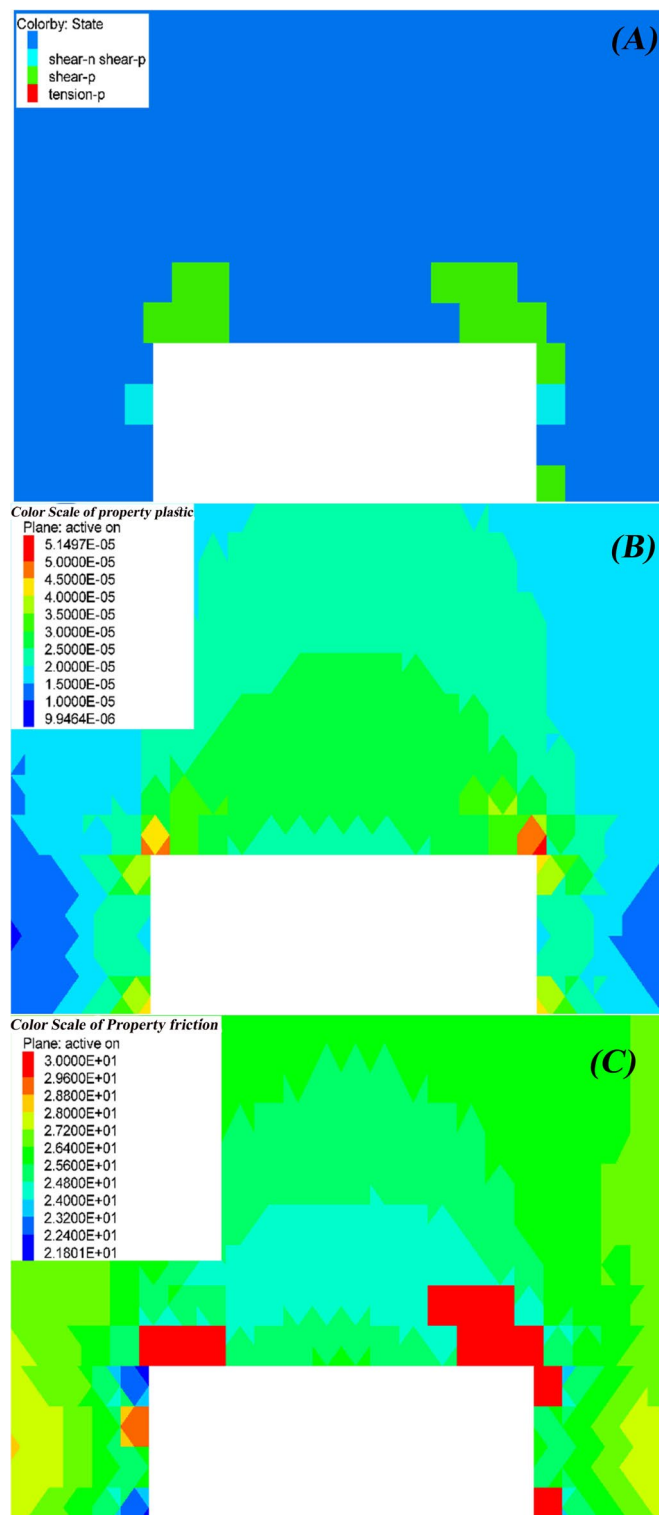 Colorby: State
(A)
shear-n shear-p
shear-p
tension-p
Color Scale of property plastic
Plane: active on
(B)
5.1497E-05
5.0000E-05
4.5000E-05
4.0000E-05
3.5000E-05
3.0000E-05
2.5000E-05
2.0000E-05
1.5000E-05
1.0000E-05
9.9464E-06
Color Scale of Property friction
Plane: active on
(C)
3.0000E+01
2.9600E+01
2.8800E+01
2.8000E+01
2.7200E+01
2.6400E+01
2.5600E+01
2.4800E+01
2.4000E+01
2.3200E+01
2.2400E+01
2.1801E+01